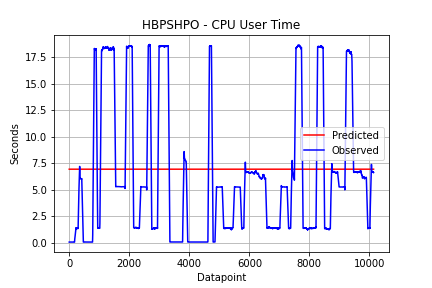 HBPSHPO - CPU User Time
17.5
15.0
12.5
10.0
7.5
5.0
2.5
0.0
Seconds
Predicted
Observed
0 2000 4000 6000 8000 10000
Datapoint